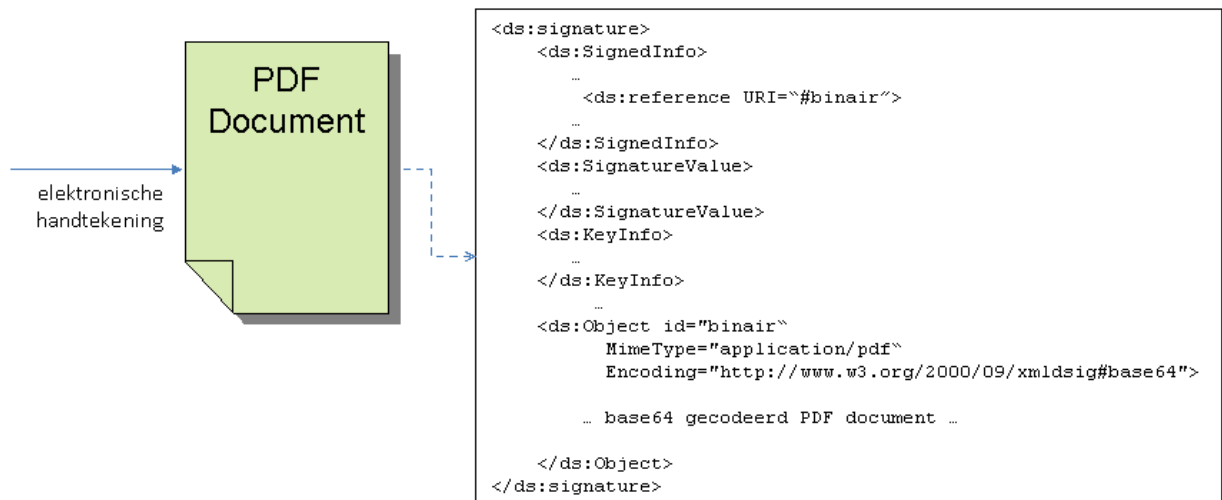 PDF
Document
elektronische
handtekening
<ds:signature>
<ds:SignedInfo>
…
<ds:reference URI=‶#binair″>
…
</ds:SignedInfo>
<ds:SignatureValue>
…
</ds:SignatureValue>
<ds:KeyInfo>
…
</ds:KeyInfo>
…
<ds:Object id="binair‶
MimeType="application/pdf‶
Encoding="http://www.w3.org/2000/09/xmldsig#base64">
… base64 gecodeerd PDF document …
</ds:Object>
</ds:signature>